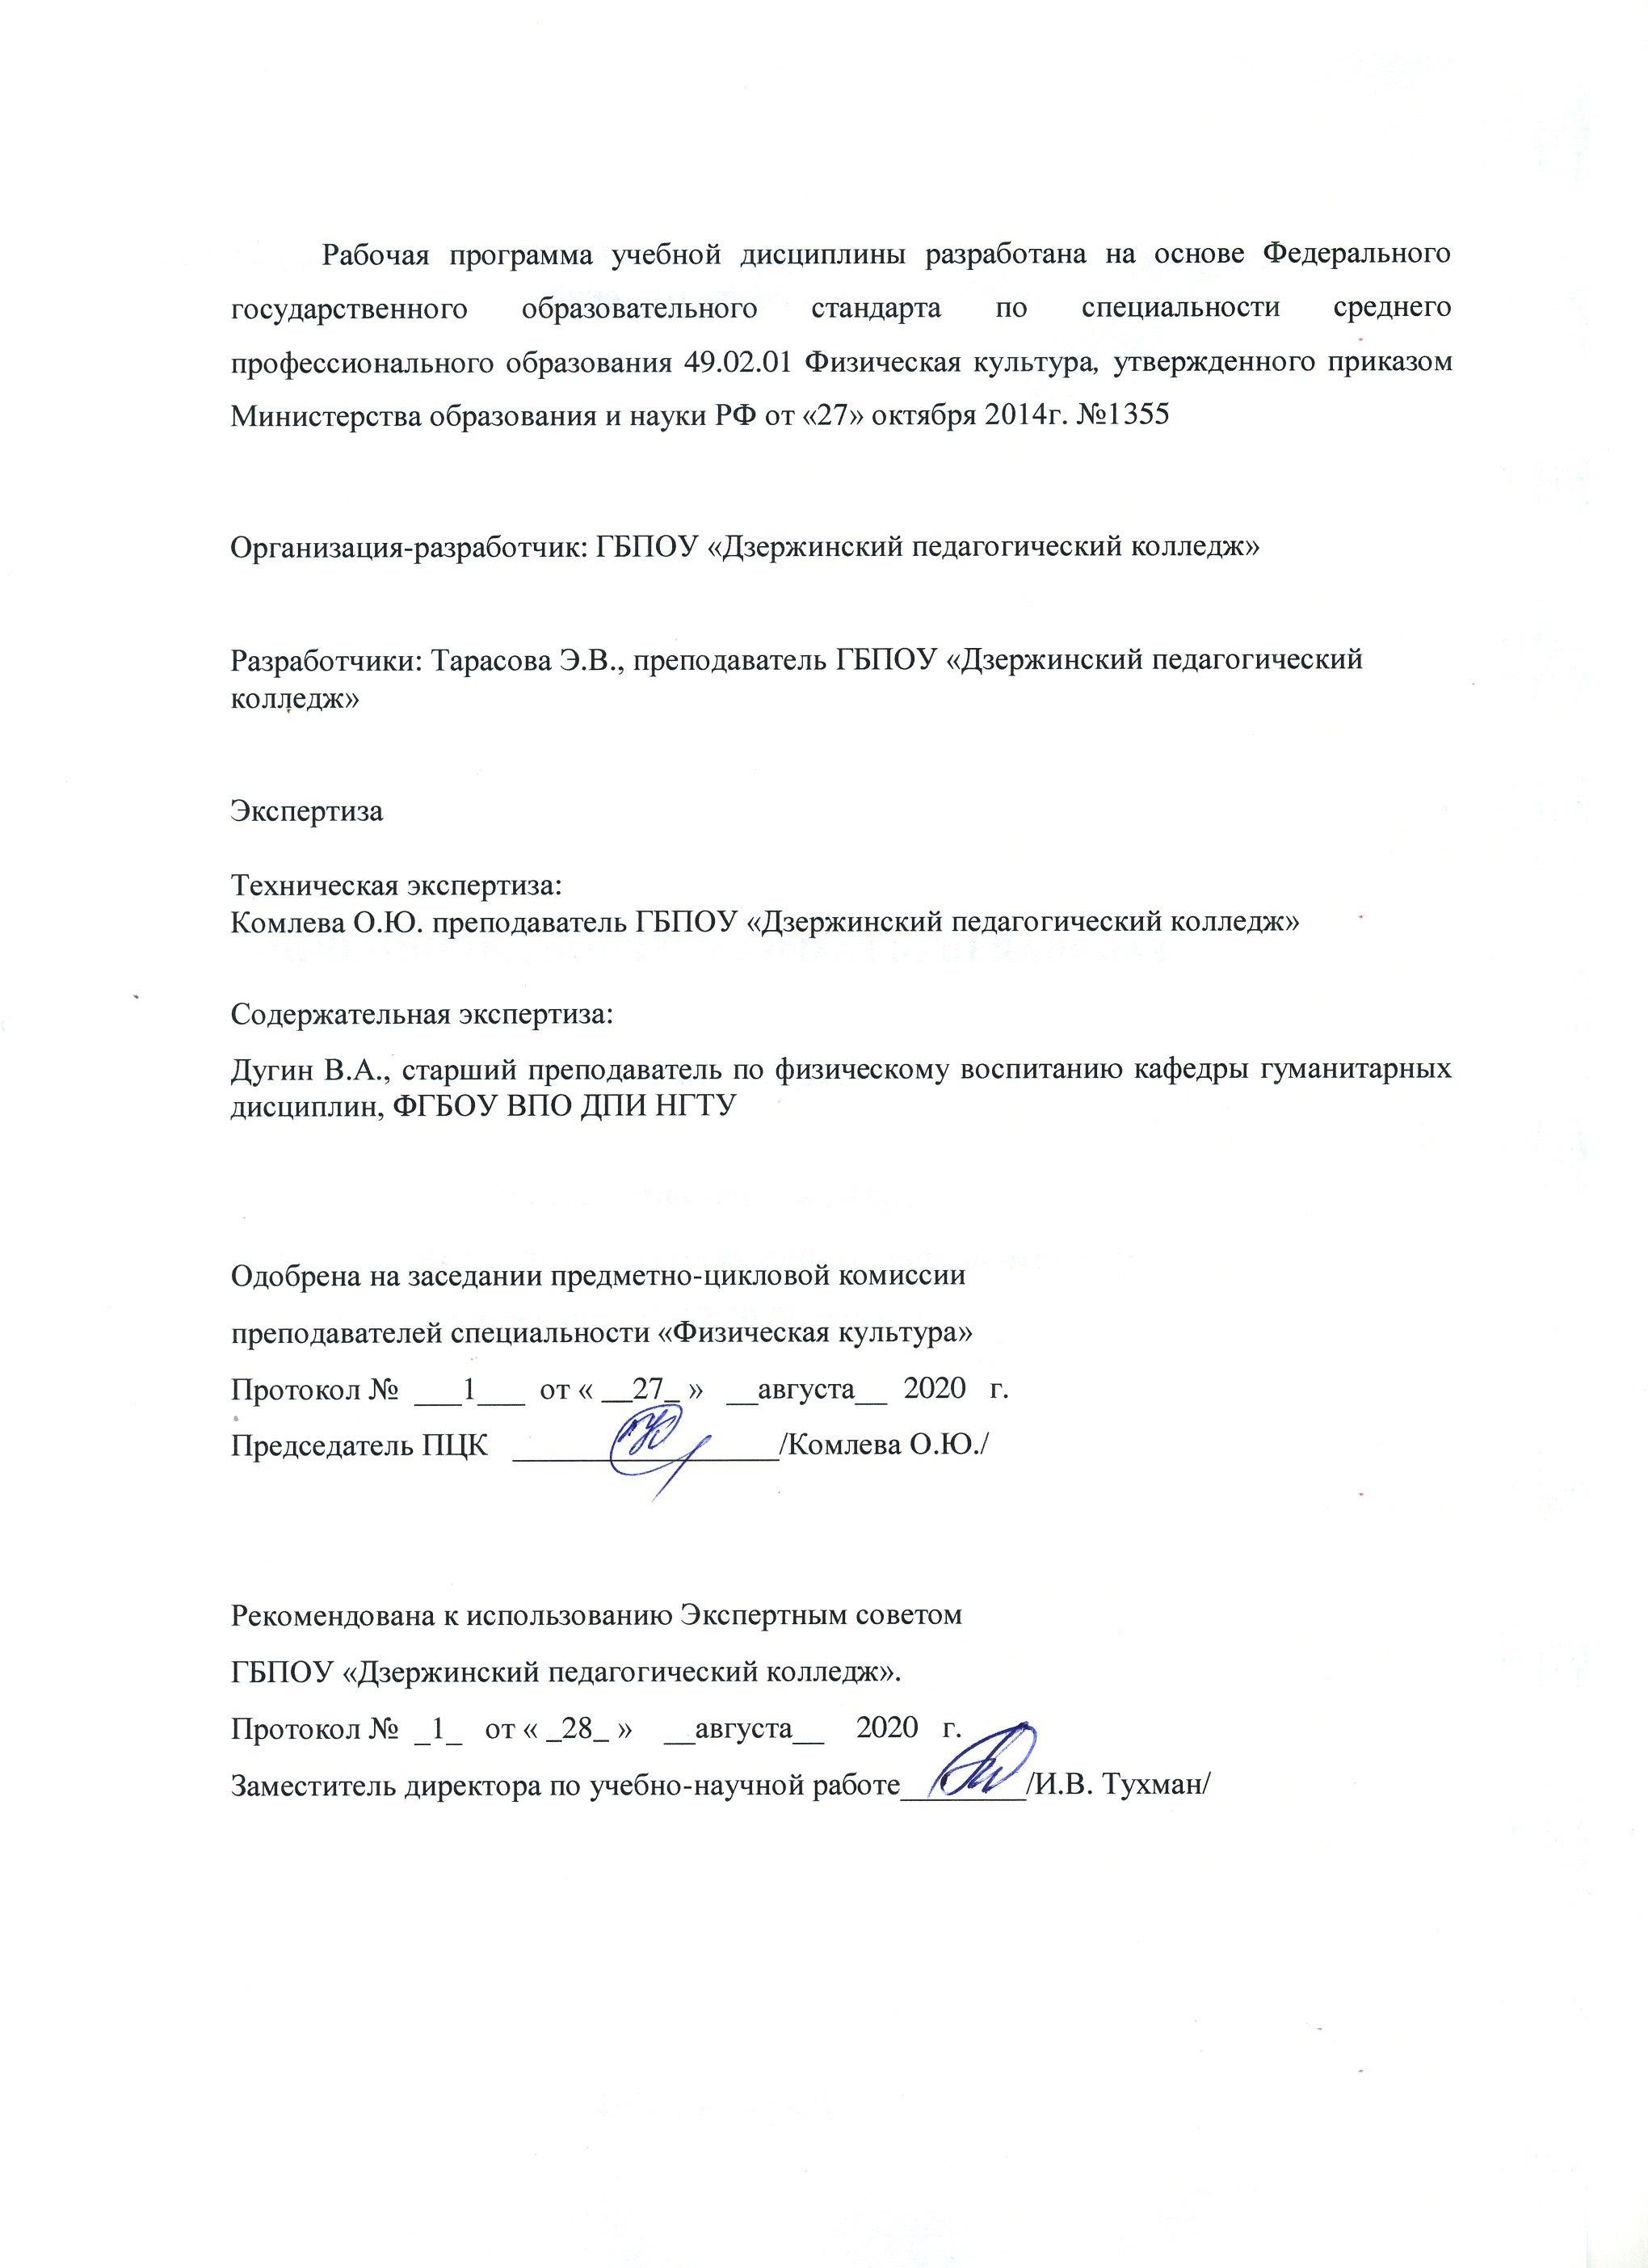 Рабочая программа учебной дисциплины разработана на основе Федерального
государственного образовательного стандарта по специальности среднего
профессионального образования 49.02.01 Физическая культура, утвержденного приказом
Министерства образования и науки РФ от «27» октября 2014г. №1355
Организация-разработчик: ГБПОУ «Дзержинский педагогический колледж»
Разработчики: Тарасова Э.В., преподаватель ГБПОУ «Дзержинский педагогический
колледж»
Экспертиза
Техническая экспертиза:
Комлева О.Ю. преподаватель ГБПОУ «Дзержинский педагогический колледж»
Содержательная экспертиза:
Дугин В.А., старший преподаватель по физическому воспитанию кафедры гуманитарных
дисциплин, ФГБОУ ВПО ДПИ НГТУ
Одобрена на заседании предметно-цикловой комиссии
преподавателей специальности «Физическая культура»
Протокол № ___1___ от « __27_ » __августа__ 2020 г.
Председатель ПЦК _________________/Комлева О.Ю./
Рекомендована к использованию Экспертным советом
ГБПОУ «Дзержинский педагогический колледж».
Протокол № _1_ от « _28_ » __августа__ 2020 г.
Заместитель директора по учебно-научной работе________/И.В. Тухман/